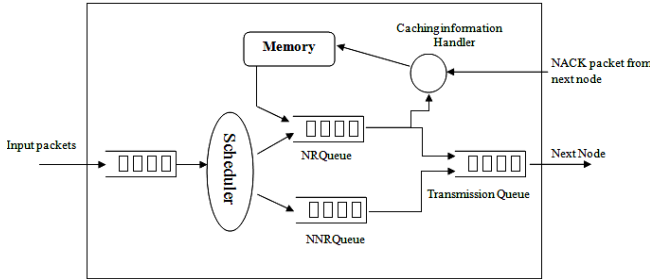 Caching information
Handler
Memory
NACK packet from
next node
Input packets
Scheduler
NRQueue
Next Node
Transmission Queue
NNRQueue